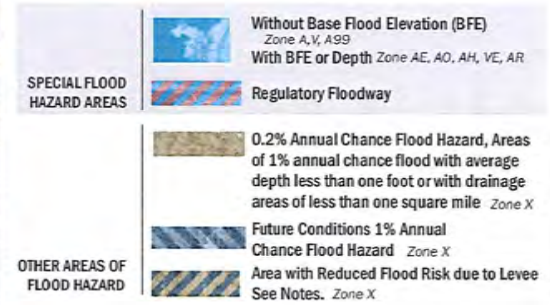 Without Base Flood Elevation (BFE)
Zone A,V, A99
With BFE or Depth Zone AE, AO, AH, VE, AR
SPECIAL FLOOD
HAZARD AREAS
Regulatory Floodway
0.2% Annual Chance Flood Hazard, Areas
of 1% annual chance flood with average
depth less than one foot or with drainage
areas of less than one square mile Zone X
Future Conditions 1% Annual
Chance Flood Hazard Zone X
OTHER AREAS OF
FLOOD HAZARD
Area with Reduced Flood Risk due to Levee
See Notes. Zone X